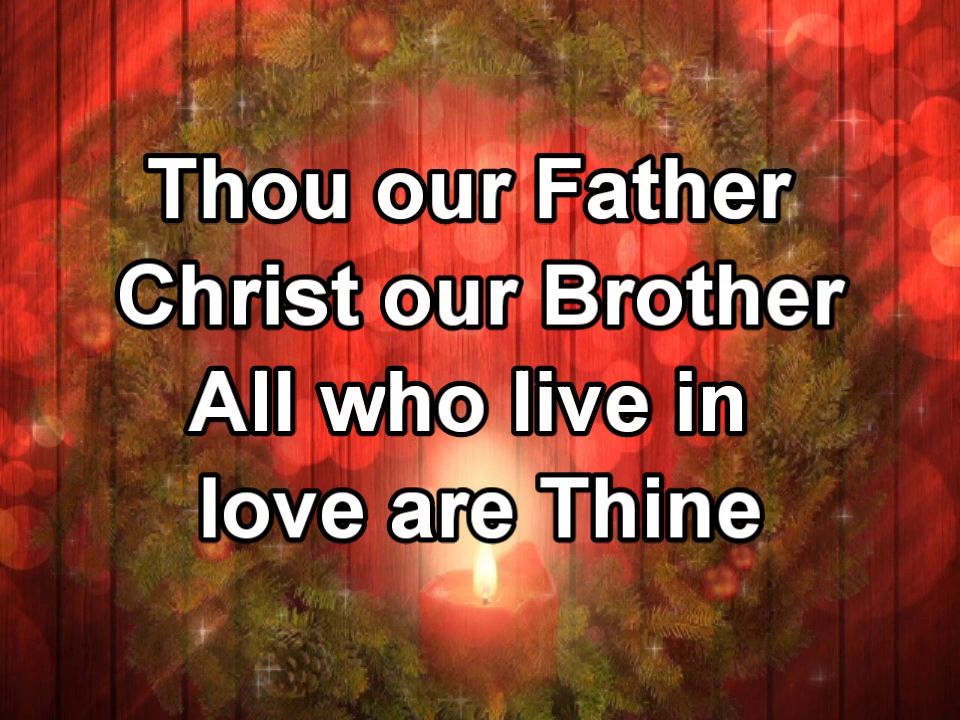 Thou our Father
Christ our Brother
All who live in
love are Thine